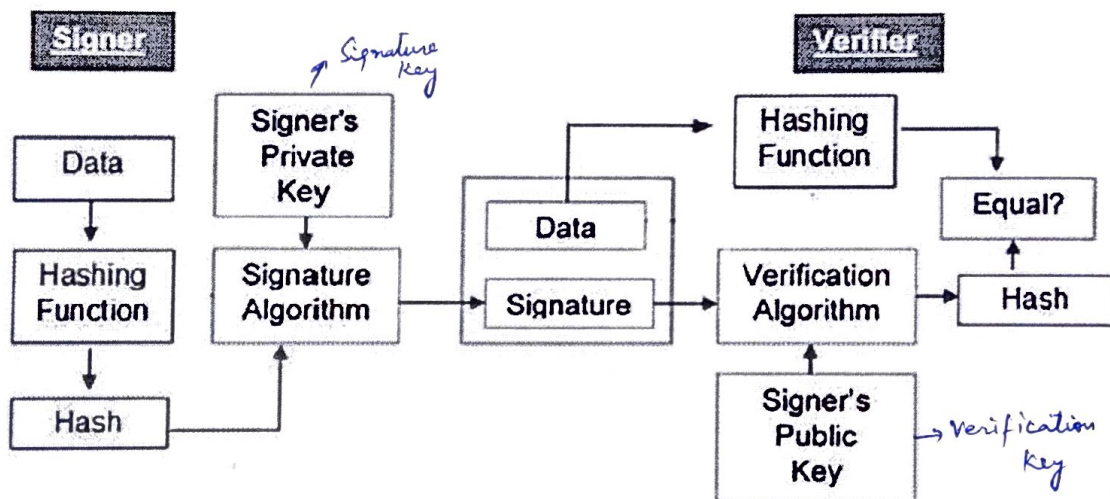 Signer
Verifier
Signature
Key
Signer's
Private
Key
Hashing
Function
Data
Equal?
Data
Hashing
Function
Signature
Algorithm
Signature
Verification
Algorithm
Hash
Hash
Signer's
Public
Key
Verification
Key